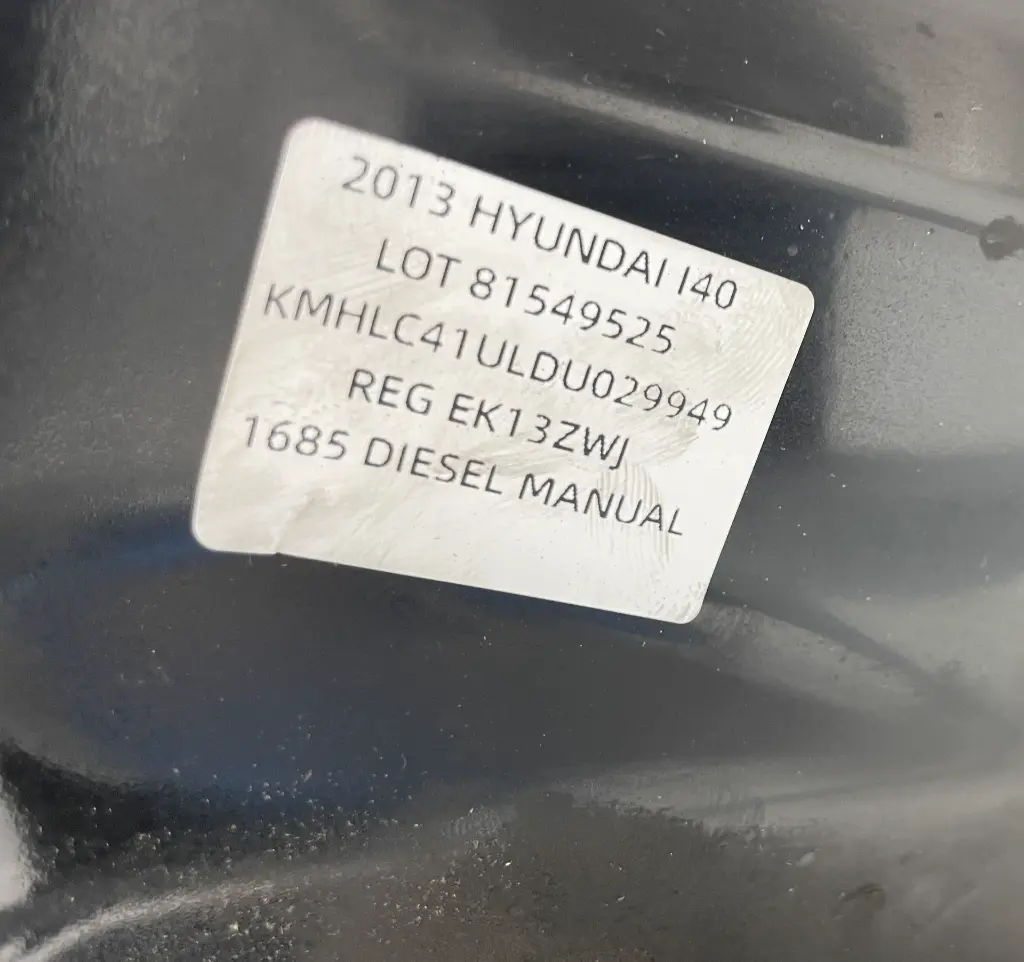 2013 HYUNDAI I40
LOT 81549525
KMHLC41ULDU029949
REG EK13ZWJ
1685 DIESEL MANUAL